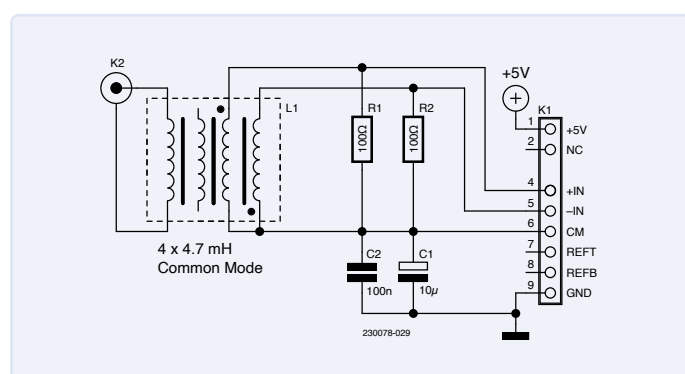 K2
+5V
L1
R1
R2
K1
100Ω
100Ω
1
+5V
2
NC
4
+IN
5
–IN
6
CM
7
REFT
8
REFB
9
GND
4 x 4.7 mH
Common Mode
C2
100n
C1
10µ
230078-029